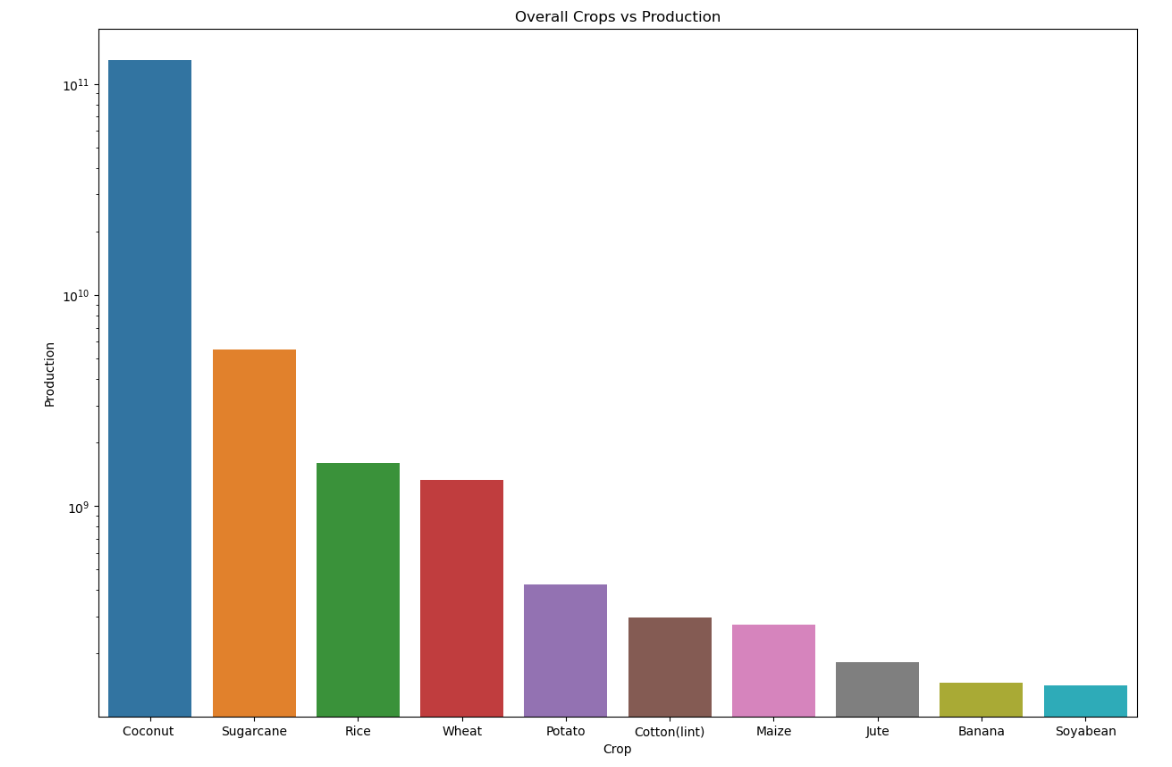 Overall Crops vs Production
10¹¹
10¹⁰
10⁹
Production
Coconut Sugarcane Rice Wheat Potato Cotton(lint) Maize Jute Banana Soyabean
Crop